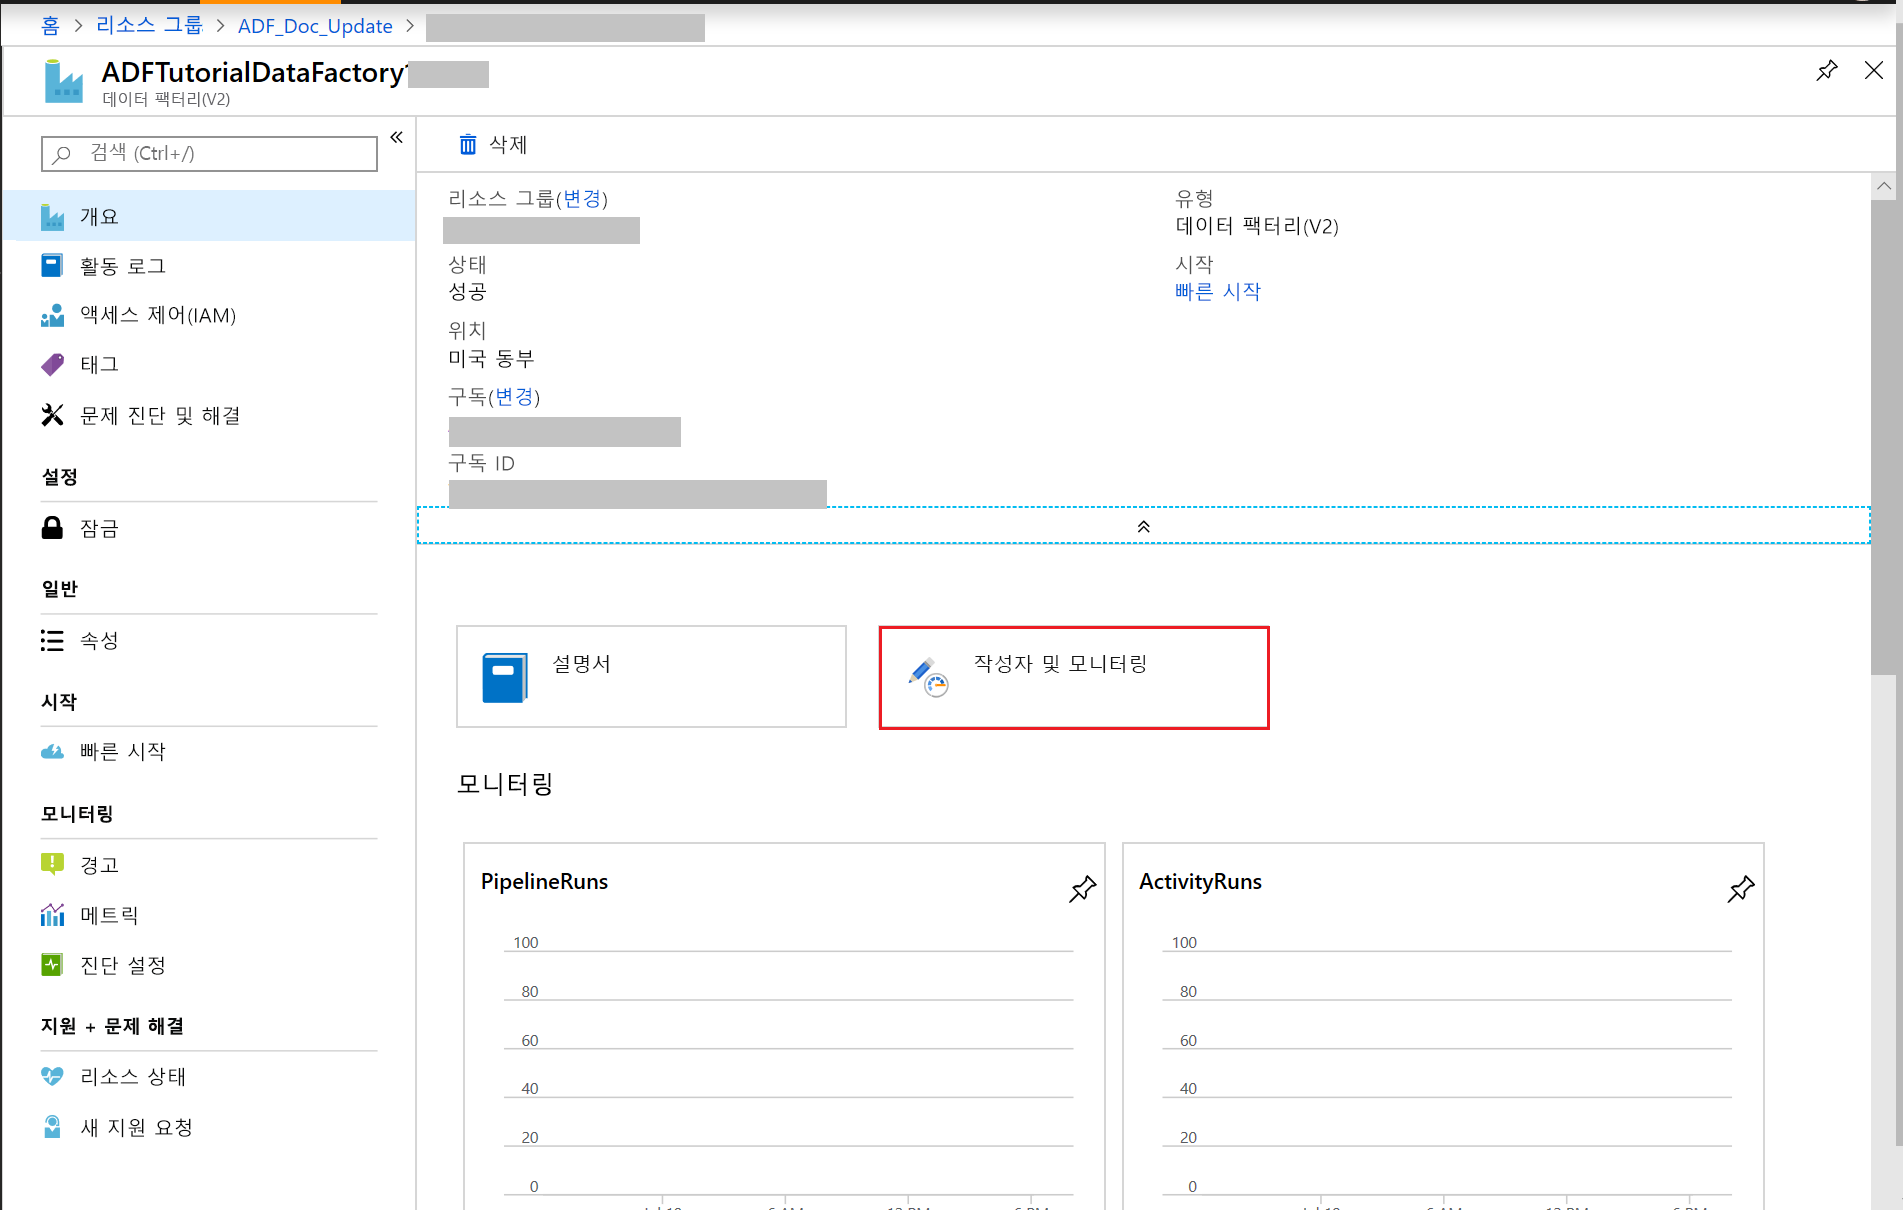 홈 > 리소스 그룹 > ADF_Doc_Update >
ADFTutorialDataFactory
데이터 팩터리(V2)
검색 (Ctrl+/)
«
개요
활동 로그
액세스 제어(IAM)
태그
문제 진단 및 해결
설정
잠금
일반
속성
시작
빠른 시작
모니터링
경고
메트릭
진단 설정
지원 + 문제 해결
리소스 상태
새 지원 요청
삭제
리소스 그룹(변경)
상태
성공
위치
미국 동부
구독(변경)
구독 ID
유형
데이터 팩터리(V2)
시작
빠른 시작
설명서
작성자 및 모니터링
모니터링
PipelineRuns
100
80
60
40
20
0
ActivityRuns
100
80
60
40
20
0